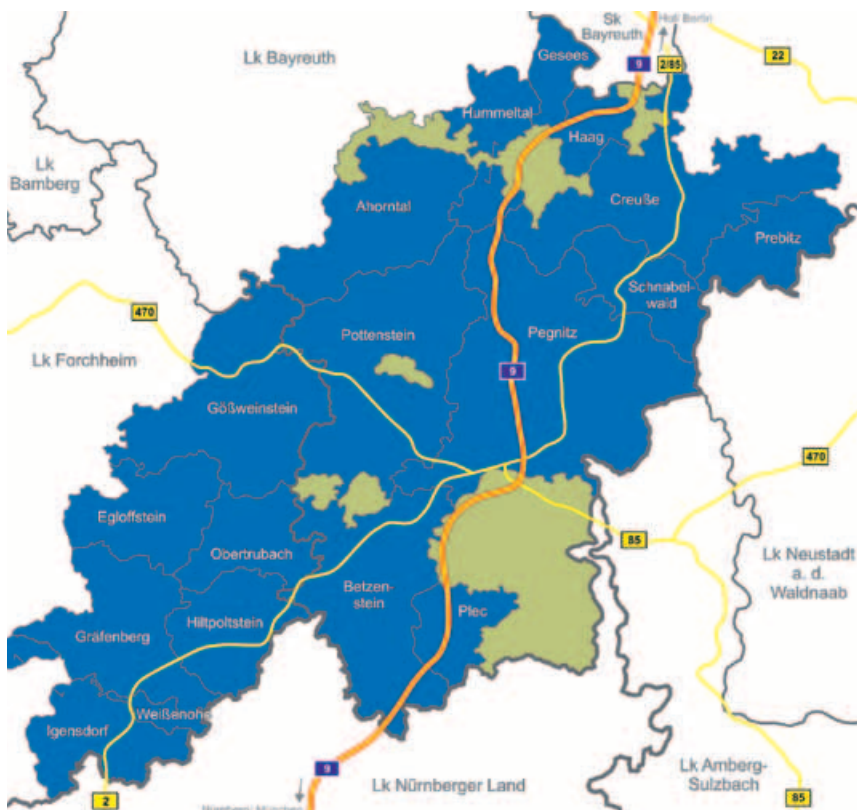 Sk
Bayreuth
Hof/ Berlin
Lk Bayreuth
Gesees
9
2/85
22
Hummeltal
Haag
Lk
Bamberg
Ahorntal
Creuße
Prebitz
Schnabel-
wald
470
Pottenstein
Pegnitz
Lk Forchheim
9
Gößweinstein
470
Egloffstein
Obertrubach
85
Lk Neustadt
a. d.
Waldnaab
Betzen-
stein
Plec
Hiltpoltstein
Gräfenberg
Weißenohe
Igensdorf
9
Lk Nürnberger Land
Lk Amberg-
Sulzbach
2
85